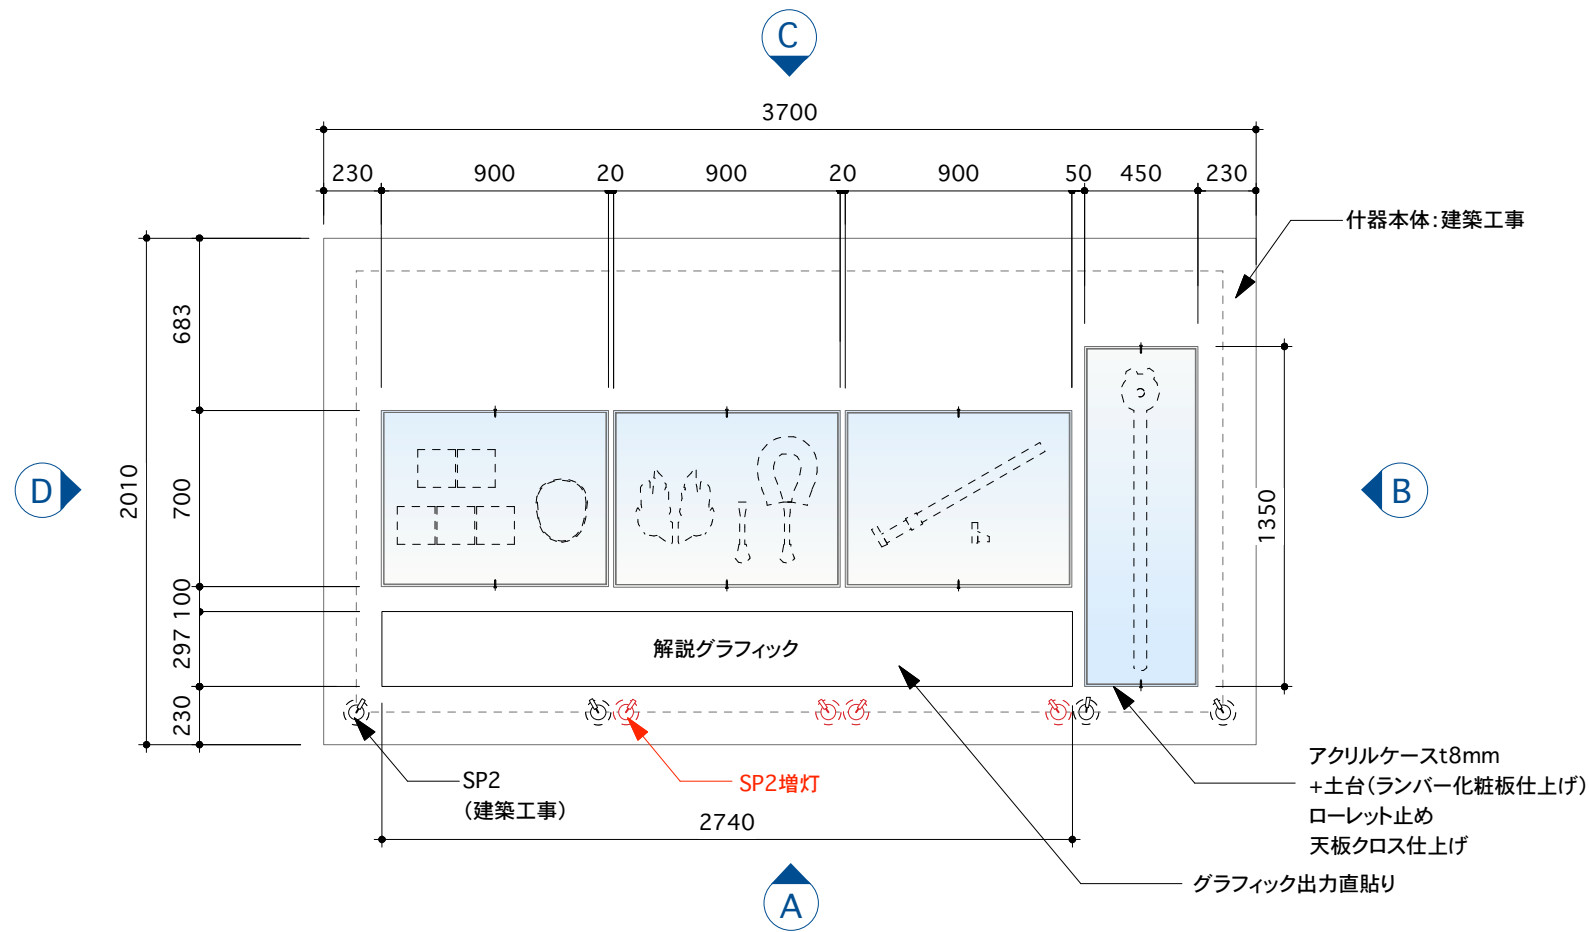 C
3700
230 900 20 900 20 900 50 450 230
什器本体：建築工事
683
700
100
297
230
2010
D
B
1350
解説グラフィック
SP2
（建築工事）
SP2増灯
2740
アクリルケースt8mm
+土台（ランバー化粧板仕上げ）
ローレット止め
天板クロス仕上げ
グラフィック出力直貼り
A